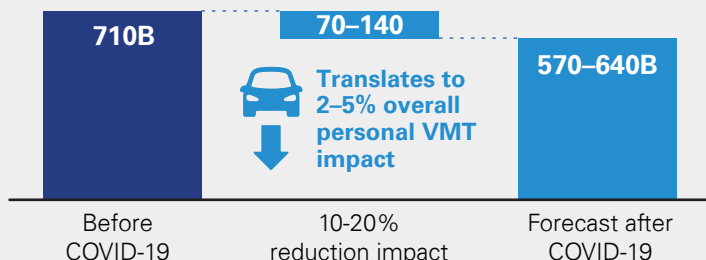 710B
70–140
570–640B
Translates to
2–5% overall
personal VMT
impact
Before
COVID-19
10-20%
reduction impact
Forecast after
COVID-19